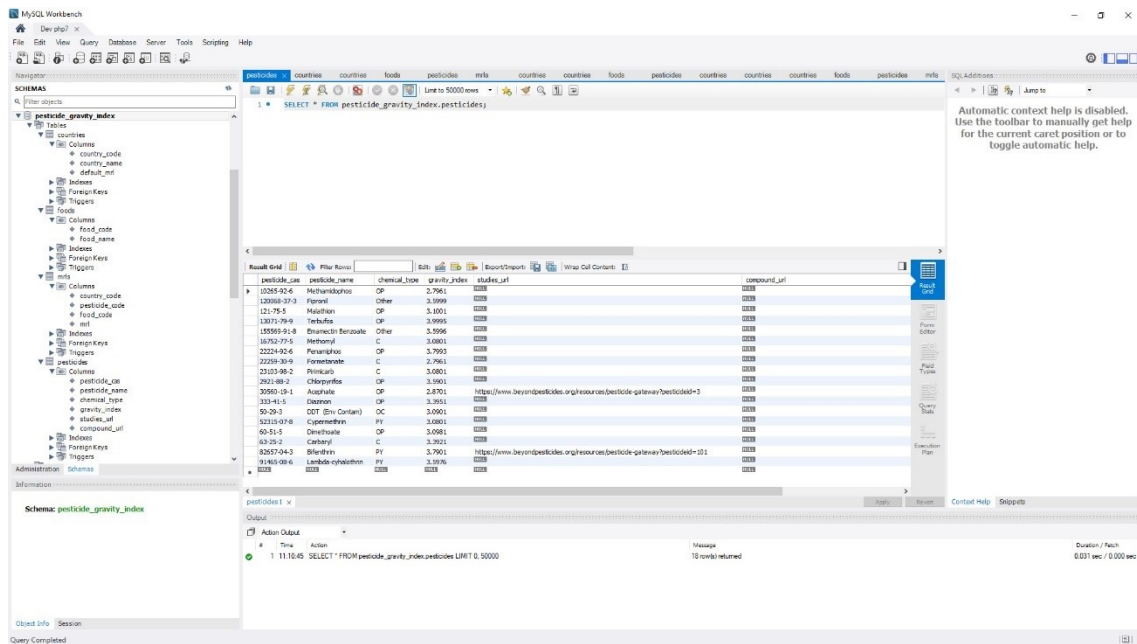 MySQL Workbench
Dev php7
File Edit View Query Database Server Tools Scripting Help
Navigator
SCHEMAS
Filter objects
pesticide_gravity_index
Tables
countries
Columns
country_code
country_name
default_mrl
Indexes
Foreign Keys
Triggers
foods
Columns
food_code
food_name
Indexes
Foreign Keys
Triggers
mrls
Columns
country_code
pesticide_code
food_code
mrl
Indexes
Foreign Keys
Triggers
pesticides
Columns
pesticide_cas
pesticide_name
chemical_type
gravity_index
studies_url
compound_url
Indexes
Foreign Keys
Triggers
Administration Schemas
Information
Schema: pesticide_gravity_index
Object Info Session
Query Completed
pesticides countries countries foods pesticides mrls countries countries foods pesticides countries countries countries foods pesticides mrls
Limit to 50000 rows
1 SELECT * FROM pesticide_gravity_index.pesticides;
Result Grid Filter Rows: Edit: Export/Import: Wrap Cell Content:
pesticide_cas pesticide_name chemical_type gravity_index studies_url compound_url
10265-92-6 Methamidophos OP 2.7961 NULL NULL
120068-37-3 Fipronil Other 3.5999 NULL NULL
121-75-5 Malathion OP 3.1001 NULL NULL
13071-79-9 Terbufos OP 3.9995 NULL NULL
155569-91-8 Emamectin Benzoate Other 3.5996 NULL NULL
16752-77-5 Methomyl C 3.0801 NULL NULL
22224-92-6 Fenamiphos OP 3.7993 NULL NULL
22259-30-9 Formetanate C 2.7961 NULL NULL
23103-98-2 Pirimicarb C 3.0801 NULL NULL
2921-88-2 Chlorpyrifos OP 3.5901 NULL NULL
30560-19-1 Acephate OP 2.8701 https://www.beyondpesticides.org/resources/pesticide-gateway?pesticideid=3 NULL
333-41-5 Diazinon OP 3.3951 NULL NULL
50-29-3 DDT (Env Contam) OC 3.0901 NULL NULL
52315-07-8 Cypermethrin PY 3.0801 NULL NULL
60-51-5 Dimethoate OP 3.0981 NULL NULL
63-25-2 Carbaryl C 3.3921 NULL NULL
82657-04-3 Bifenthrin PY 3.7901 https://www.beyondpesticides.org/resources/pesticide-gateway?pesticideid=101 NULL
91465-08-6 Lambda-cyhalothrin PY 3.5976 NULL NULL
NULL NULL NULL NULL NULL NULL
Result Grid
Form Editor
Field Types
Query Stats
Execution Plan
pesticides 1 Apply Revert
Output
Action Output
# Time Action Message Duration / Fetch
1 11:10:45 SELECT * FROM pesticide_gravity_index.pesticides LIMIT 0, 50000 18 row(s) returned 0.031 sec / 0.000 sec
SQL Additions
Jump to
Automatic context help is disabled.
Use the toolbar to manually get help
for the current caret position or to
toggle automatic help.
Context Help Snippets